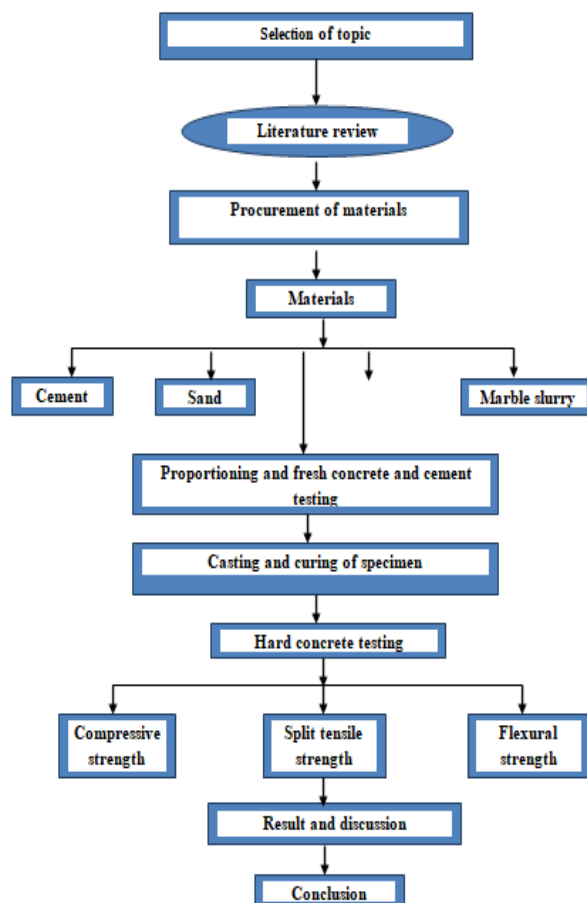 Selection of topic
Literature review
Procurement of materials
Materials
Cement
Sand
Marble slurry
Proportioning and fresh concrete and cement
testing
Casting and curing of specimen
Hard concrete testing
Compressive
strength
Split tensile
strength
Flexural
strength
Result and discussion
Conclusion